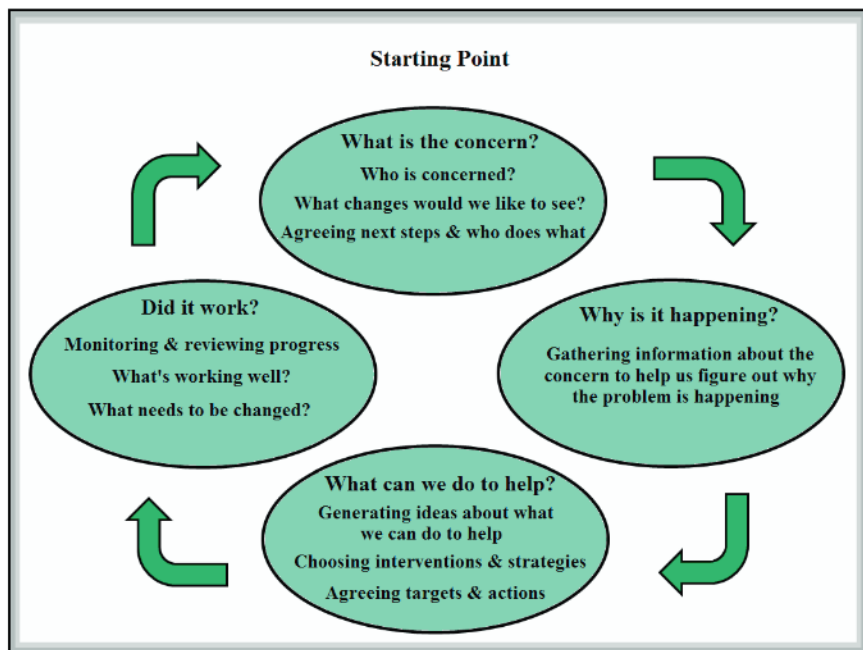 Starting Point
What is the concern?
Who is concerned?
What changes would we like to see?
Agreeing next steps & who does what
Why is it happening?
Gathering information about the
concern to help us figure out why
the problem is happening
What can we do to help?
Generating ideas about what
we can do to help
Choosing interventions & strategies
Agreeing targets & actions
Did it work?
Monitoring & reviewing progress
What's working well?
What needs to be changed?